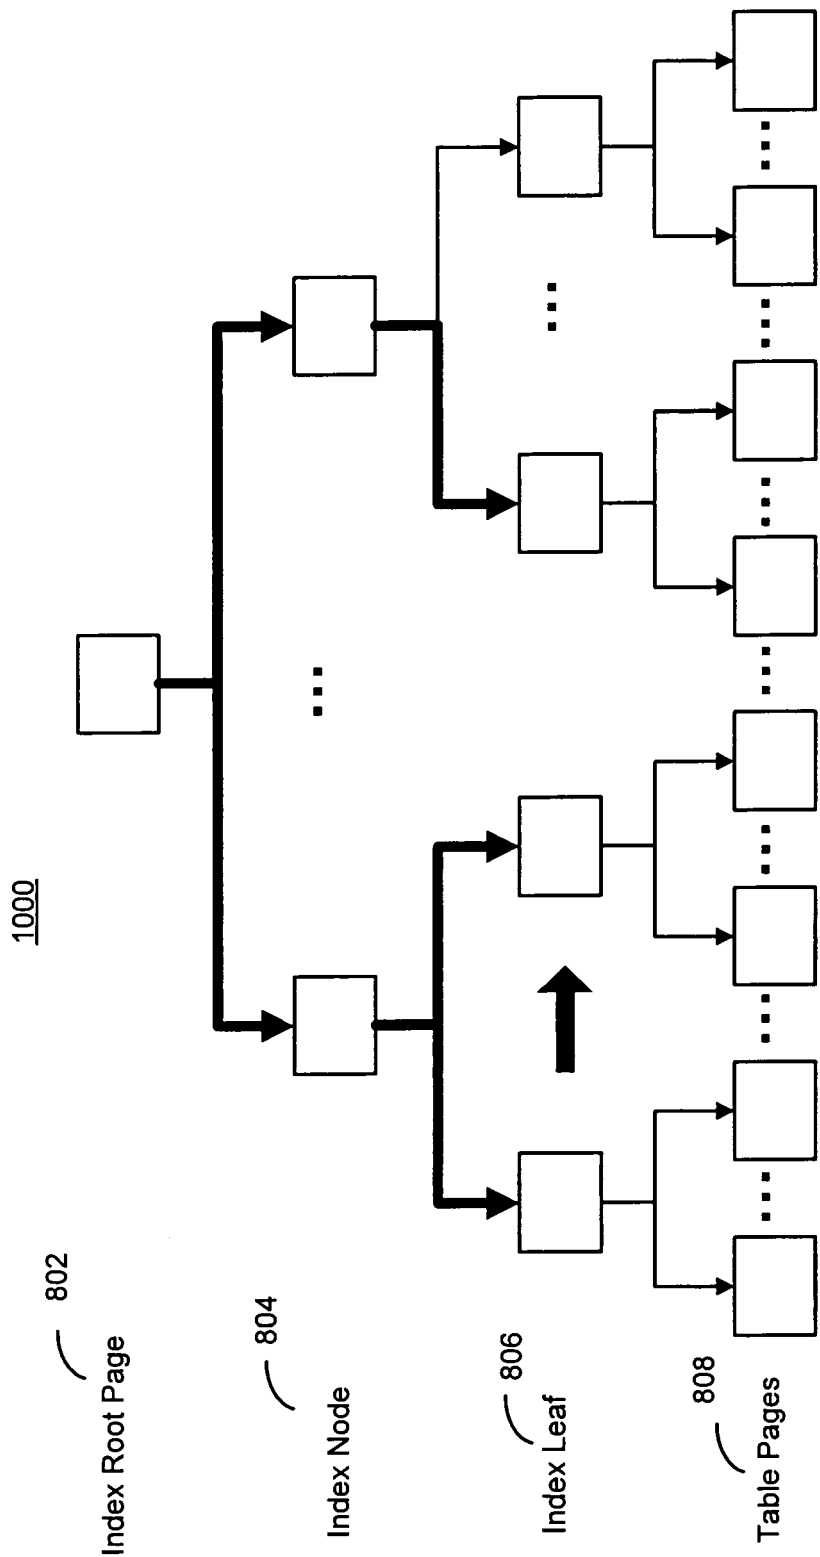 1000
Index Root Page
802
Index Node
804
Index Leaf
806
Table Pages
808